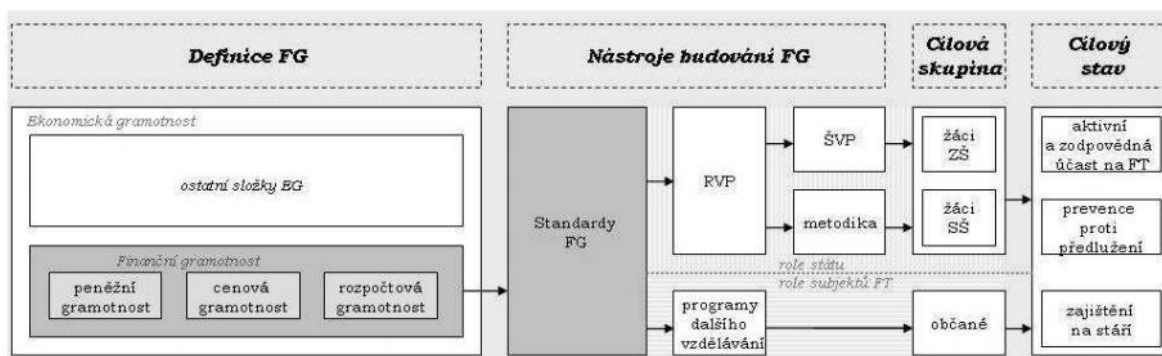 Definice FG
Nástroje budování FG
Cílová
skupina
Cílový
stav
Ekonomická gramotnost
ostatní složky EG
Finanční gramotnost
peněžní
gramotnost
cenová
gramotnost
rozpočtová
gramotnost
Standardy
FG
RVP
ŠVP
metodika
role státu
role subjektů FT
programy
dalšího
vzdělávání
žáci
ZŠ
žáci
SŠ
občané
aktivní
a zodpovědná
účast na FT
prevence
proti
předlužení
zajištění
na stáří